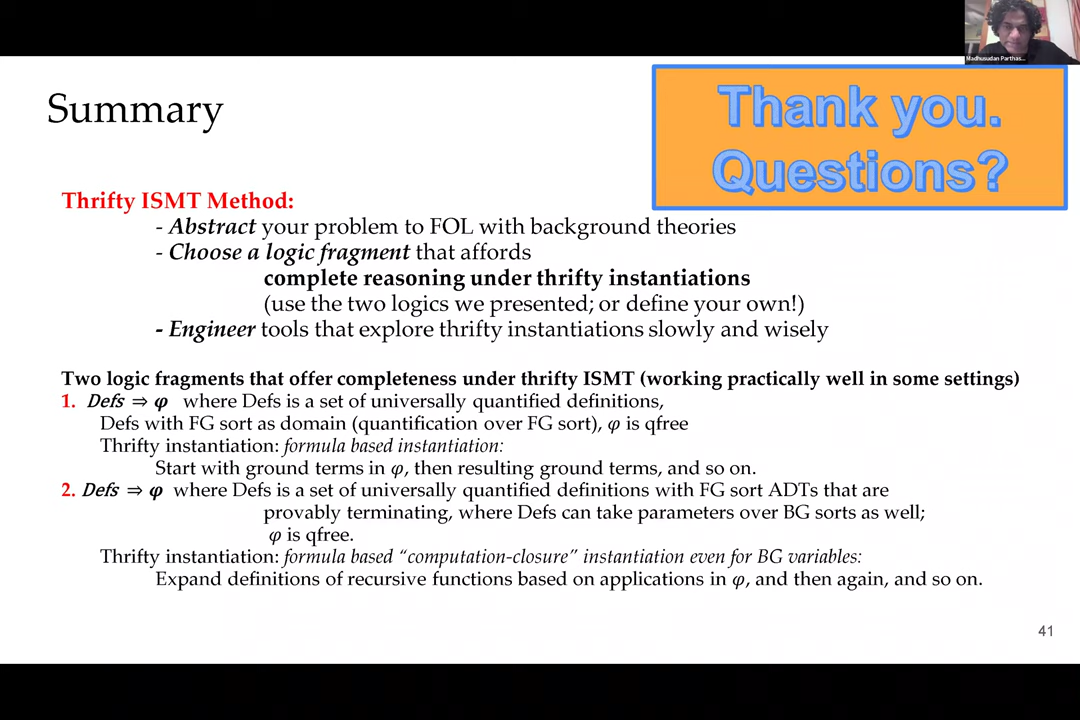 Madhusudan Parthas...
Thank you.
Questions?
Summary
Thrifty ISMT Method:
- Abstract your problem to FOL with background theories
- Choose a logic fragment that affords
complete reasoning under thrifty instantiations
(use the two logics we presented; or define your own!)
- Engineer tools that explore thrifty instantiations slowly and wisely
Two logic fragments that offer completeness under thrifty ISMT (working practically well in some settings)
1. Defs ⇒ φ where Defs is a set of universally quantified definitions,
Defs with FG sort as domain (quantification over FG sort), φ is qfree
Thrifty instantiation: formula based instantiation:
Start with ground terms in φ, then resulting ground terms, and so on.
2. Defs ⇒ φ where Defs is a set of universally quantified definitions with FG sort ADTs that are
provably terminating, where Defs can take parameters over BG sorts as well;
φ is qfree.
Thrifty instantiation: formula based “computation-closure” instantiation even for BG variables:
Expand definitions of recursive functions based on applications in φ, and then again, and so on.
41